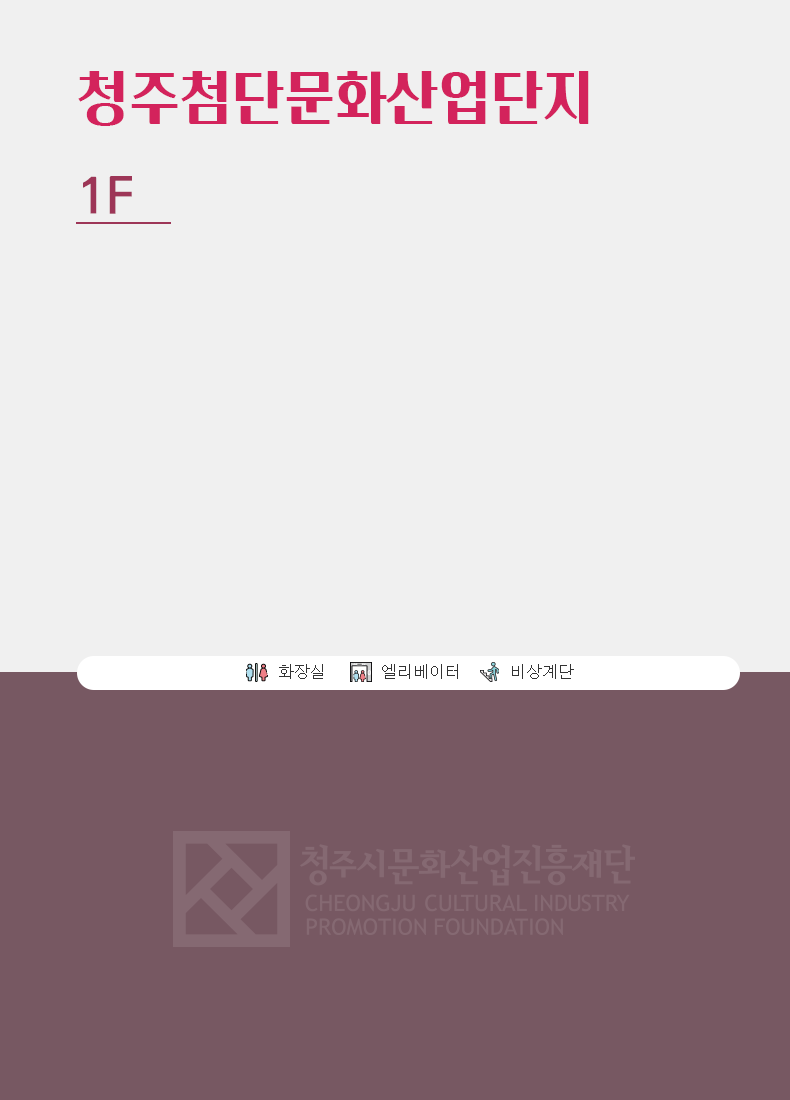 청주첨단문화산업단지
1F
화장실 엘리베이터 비상계단
청주시문화산업진흥재단
CHEONGJU CULTURAL INDUSTRY
PROMOTION FOUNDATION